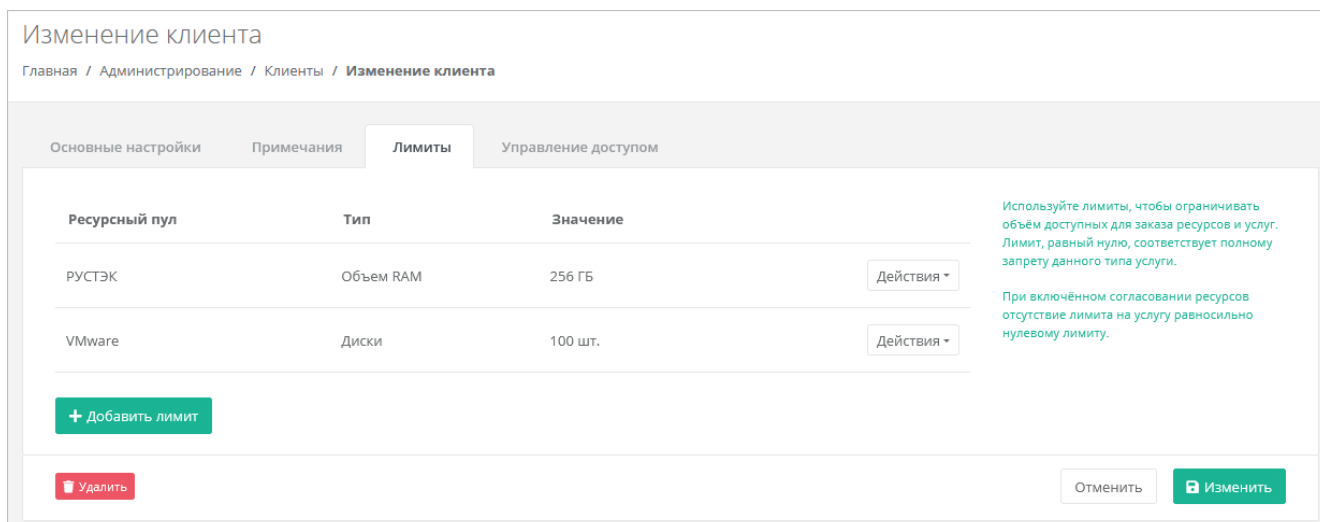 Изменение клиента
Главная / Администрирование / Клиенты / Изменение клиента
Основные настройки Примечания Лимиты Управление доступом
Ресурсный пул Тип Значение
РУСТЭК Объем RAM 256 ГБ Действия
VMware Диски 100 шт. Действия
+ Добавить лимит
Используйте лимиты, чтобы ограничивать
объём доступных для заказа ресурсов и услуг.
Лимит, равный нулю, соответствует полному
запрету данного типа услуги.
При включённом согласовании ресурсов
отсутствие лимита на услугу равносильно
нулевому лимиту.
Удалить Отменить Изменить